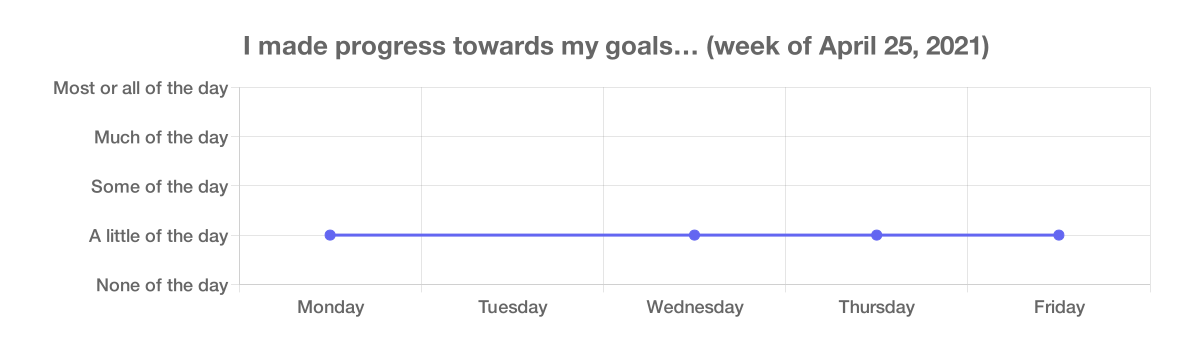 I made progress towards my goals… (week of April 25, 2021)
Most or all of the day
Much of the day
Some of the day
A little of the day
None of the day
Monday Tuesday Wednesday Thursday Friday